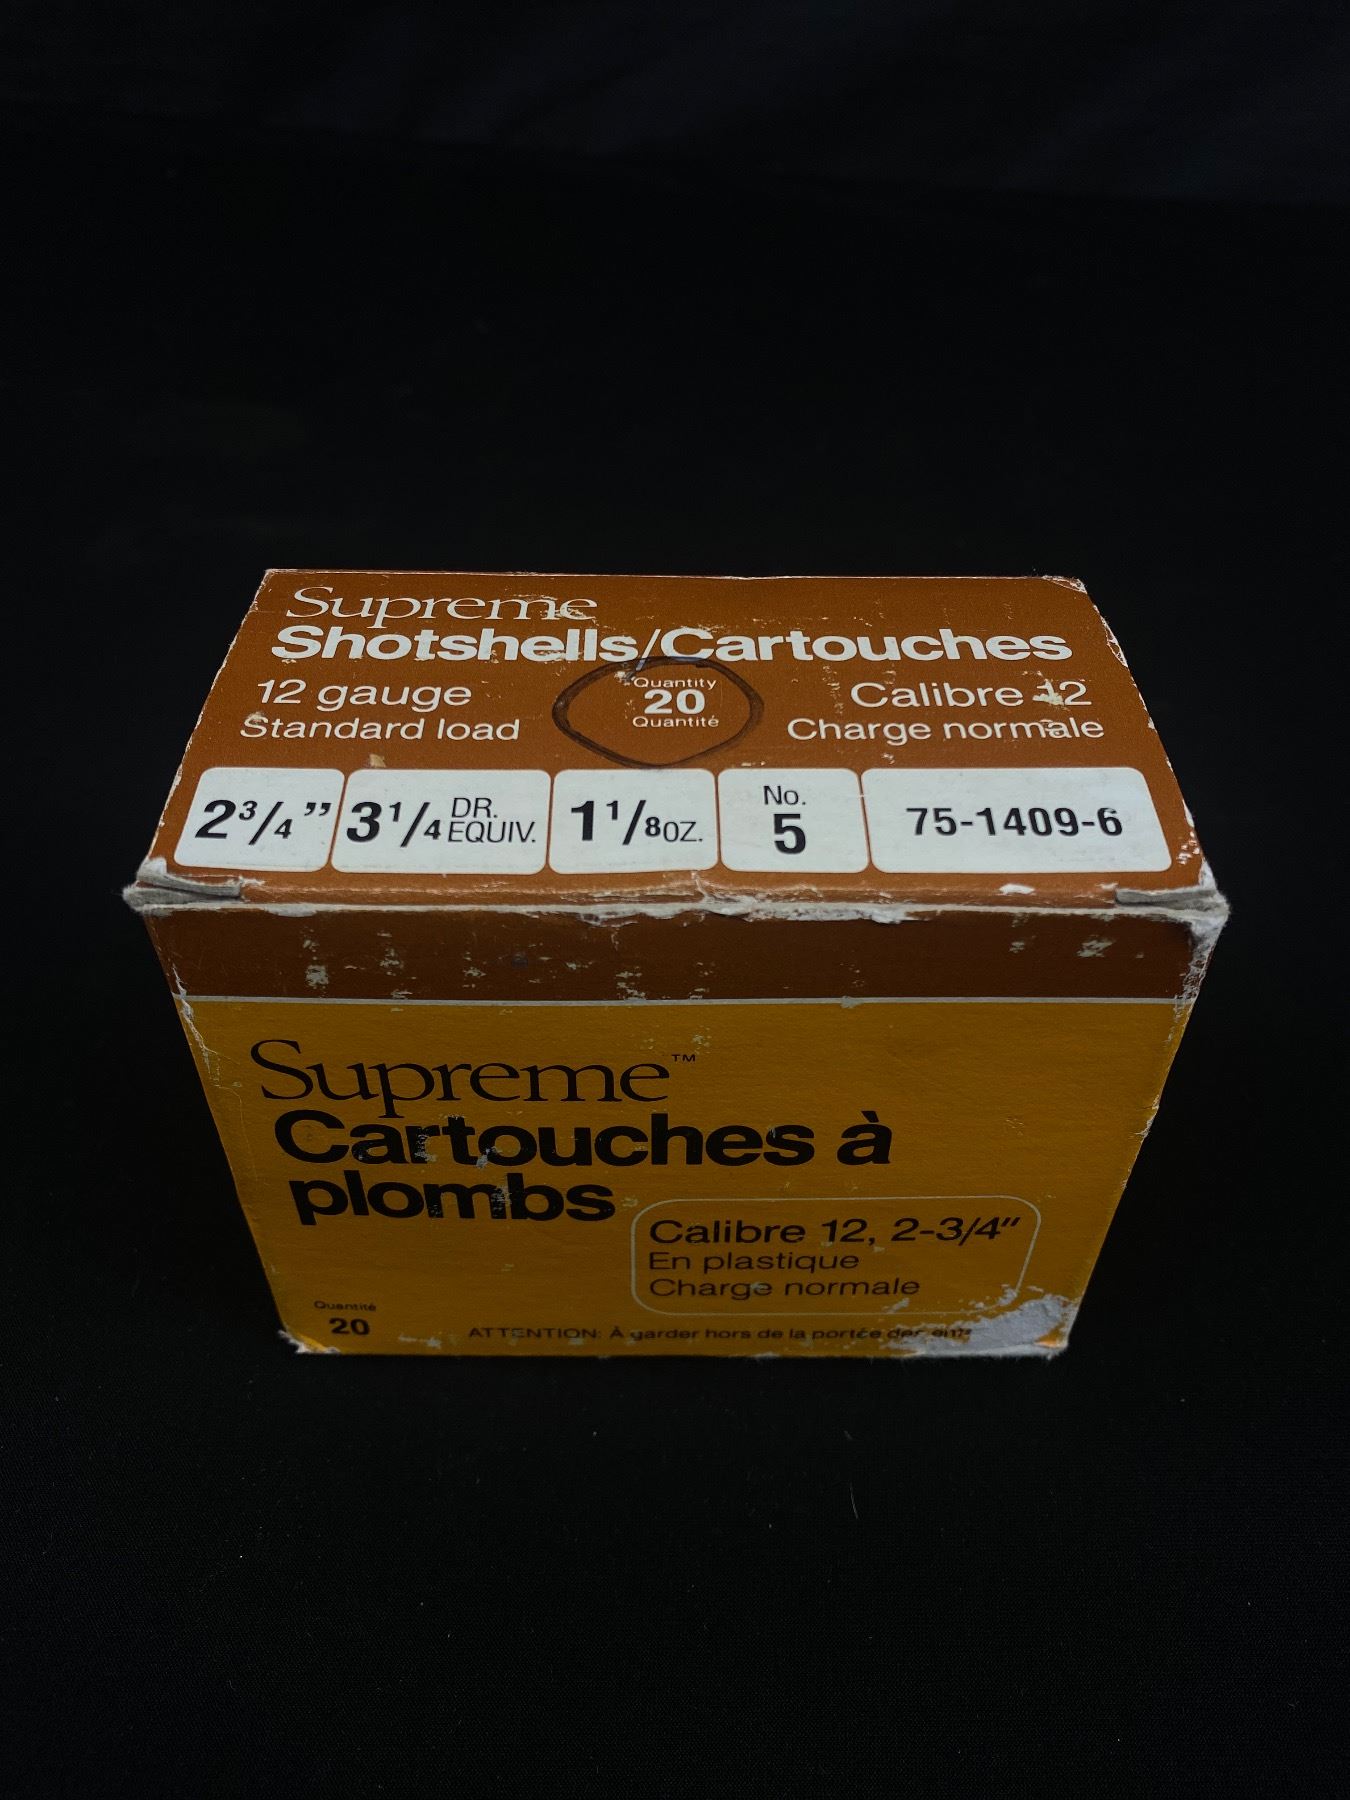 Supreme
Shotshells/Cartouches
12 gauge
Standard load
Quantity
20
Quantité
Calibre 12
Charge normale
2 3/4"
3 1/4 DR. EQUIV.
1 1/8 OZ.
No. 5
75-1409-6
Supreme™
Cartouches à
plombs
Calibre 12, 2-3/4"
En plastique
Charge normale
Quantité
20
ATTENTION: À garder hors de la portée des